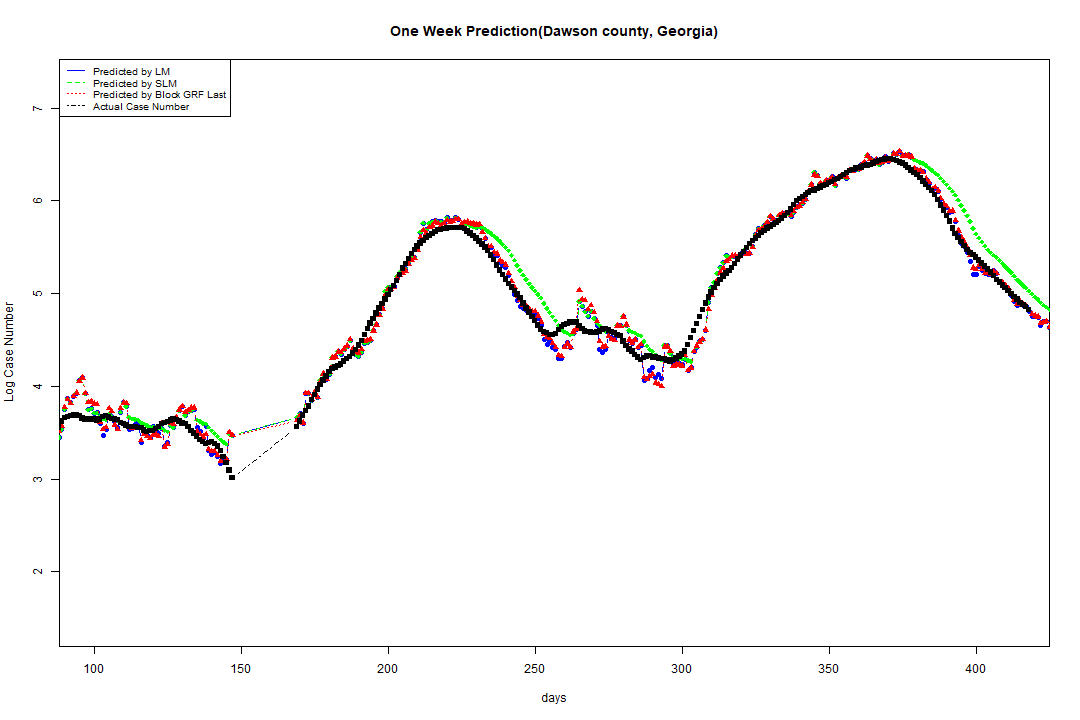 One Week Prediction(Dawson county, Georgia)
Predicted by LM
Predicted by SLM
Predicted by Block GRF Last
Actual Case Number
Log Case Number
7
6
5
4
3
2
100 150 200 250 300 350 400
days